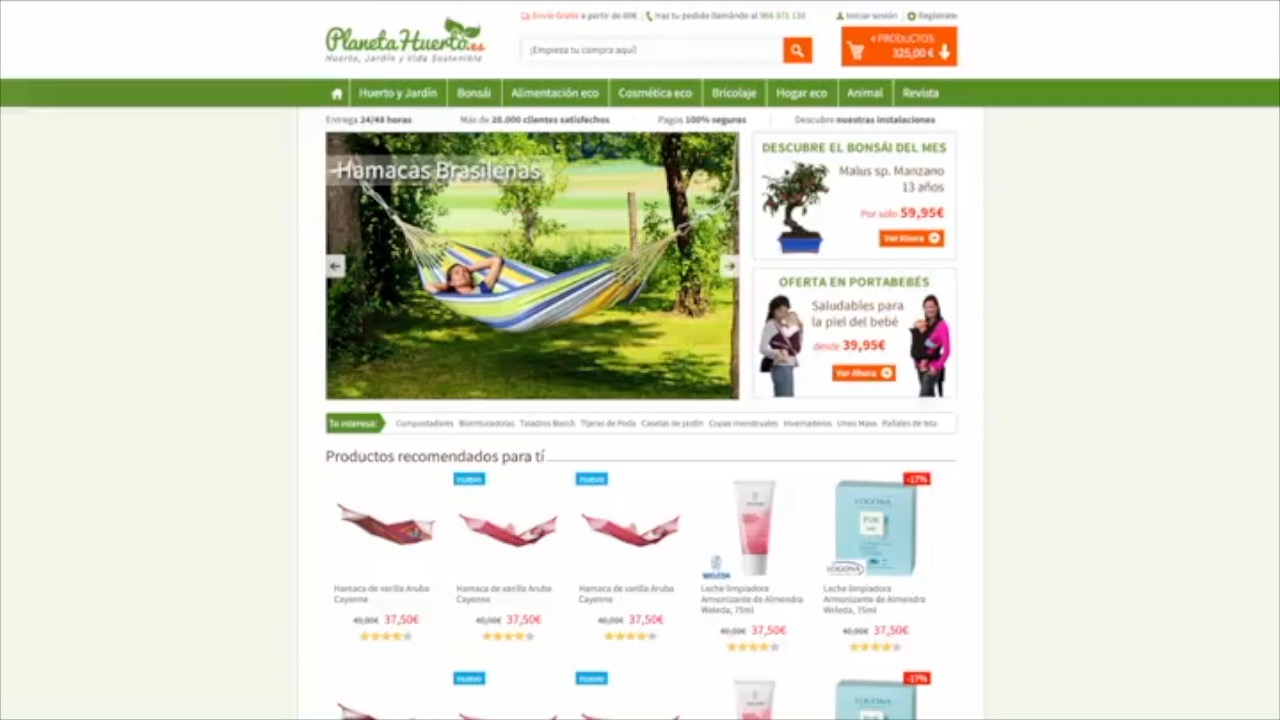 Envío Gratis a partir de 60€ Haz tu pedido llamándo al 966 371 130 Iniciar sesión Regístrate
PlanetaHuerto.es
Huerto, Jardín y Vida Sostenible
¡Empieza tu compra aquí!
4 PRODUCTOS
325,00 €
Huerto y Jardín Bonsái Alimentación eco Cosmética eco Bricolaje Hogar eco Animal Revista
Entrega 24/48 horas Más de 28.000 clientes satisfechos Pagos 100% seguros Descubre nuestras instalaciones
Hamacas Brasileñas
DESCUBRE EL BONSÁI DEL MES
Malus sp. Manzano
13 años
Por sólo 59,95€
Ver Ahora
OFERTA EN PORTABEBÉS
Saludables para
la piel del bebé
desde 39,95€
Ver Ahora
Te interesa: Compostadores Biotrituradoras Taladros Bosch Tijeras de Poda Casetas de jardín Copas menstruales Invernaderos Pañales de tela
Productos recomendados para tí
nuevo nuevo -17%
WELEDA LOGONA
LOGONA
PUR
Hamaca de varilla Aruba
Cayenne
40,00€ 37,50€
Hamaca de varilla Aruba
Cayenne
40,00€ 37,50€
Hamaca de varilla Aruba
Cayenne
40,00€ 37,50€
Leche limpiadora
Armonizante de Almendra
Weleda, 75ml
40,00€ 37,50€
Leche limpiadora
Armonizante de Almendra
Weleda, 75ml
40,00€ 37,50€
nuevo nuevo -17%
LOGONA
PUR